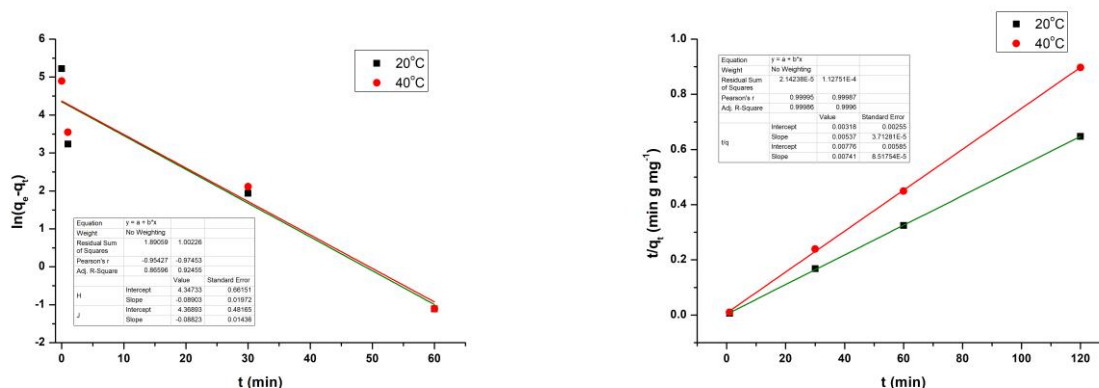 6
5
4
3
2
1
0
-1
-2
ln(qe-qt)
20°C
40°C
Equation y = a + b*x
Weight No Weighting
Residual Sum of Squares 1.89059 1.00226
Pearson's r -0.95427 -0.97453
Adj. R-Square 0.86596 0.92455
Value Standard Error
H Intercept 4.34733 0.66151
Slope -0.08903 0.01972
J Intercept 4.36893 0.48165
Slope -0.08823 0.01436
0 10 20 30 40 50 60
t (min)
20°C
40°C
1.0
0.8
0.6
0.4
0.2
0.0
t/qt (min g mg-1)
Equation y = a + b*x
Weight No Weighting
Residual Sum of Squares 2.14238E-5 1.12751E-4
Pearson's r 0.99995 0.99987
Adj. R-Square 0.99986 0.9996
Value Standard Error
t/q Intercept 0.00318 0.00255
Slope 0.00537 3.71281E-5
Intercept 0.00776 0.00585
Slope 0.00741 8.51754E-5
0 20 40 60 80 100 120
t (min)